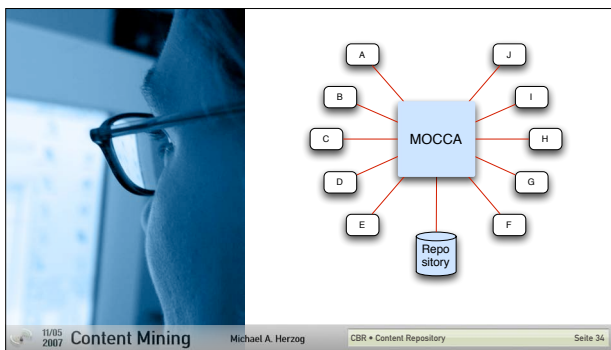 A
J
B
I
C
MOCCA
H
D
G
E
F
Repo
sitory
11/05
2007
Content Mining
Michael A. Herzog
CBR • Content Repository
Seite 34